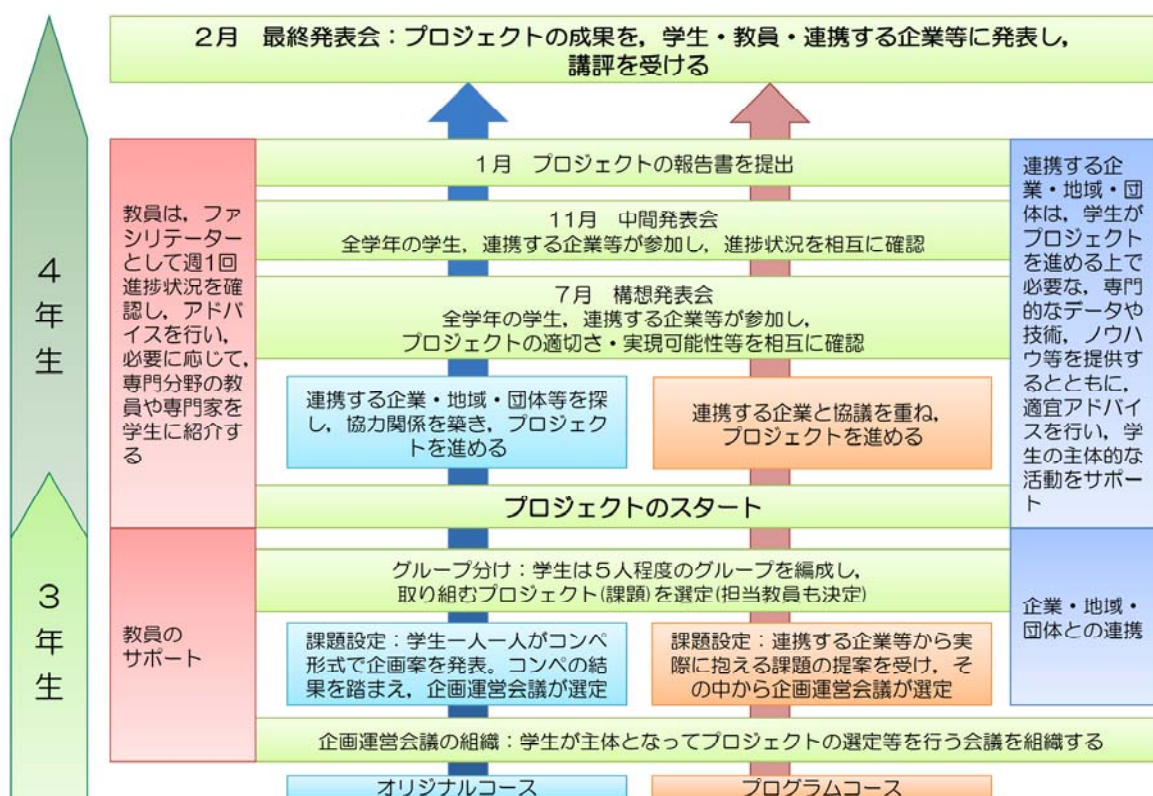 2月 最終発表会：プロジェクトの成果を，学生・教員・連携する企業等に発表し，
講評を受ける
4
年
生
3
年
生
教員は，ファ
シリテーター
として週1回
進捗状況を確
認し，アドバ
イスを行い，
必要に応じて，
専門分野の教
員や専門家を
学生に紹介す
る
1月 プロジェクトの報告書を提出
11月 中間発表会
全学年の学生，連携する企業等が参加し，進捗状況を相互に確認
7月 構想発表会
全学年の学生，連携する企業等が参加し，
プロジェクトの適切さ・実現可能性等を相互に確認
連携する企業・地域・団体等を探
し，協力関係を築き，プロジェク
トを進める
連携する企業と協議を重ね，
プロジェクトを進める
連携する企
業・地域・団
体は，学生が
プロジェクト
を進める上で
必要な，専門
的なデータや
技術，ノウハ
ウ等を提供す
るとともに，
適宜アドバイ
スを行い，学
生の主体的な
活動をサポー
ト
プロジェクトのスタート
教員の
サポート
グループ分け：学生は５人程度のグループを編成し，
取り組むプロジェクト(課題)を選定(担当教員も決定)
課題設定：学生一人一人がコンペ
形式で企画案を発表。コンペの結
果を踏まえ，企画運営会議が選定
課題設定：連携する企業等から実
際に抱える課題の提案を受け，そ
の中から企画運営会議が選定
企業・地域・
団体との連携
企画運営会議の組織：学生が主体となってプロジェクトの選定等を行う会議を組織する
オリジナルコース
プログラムコース